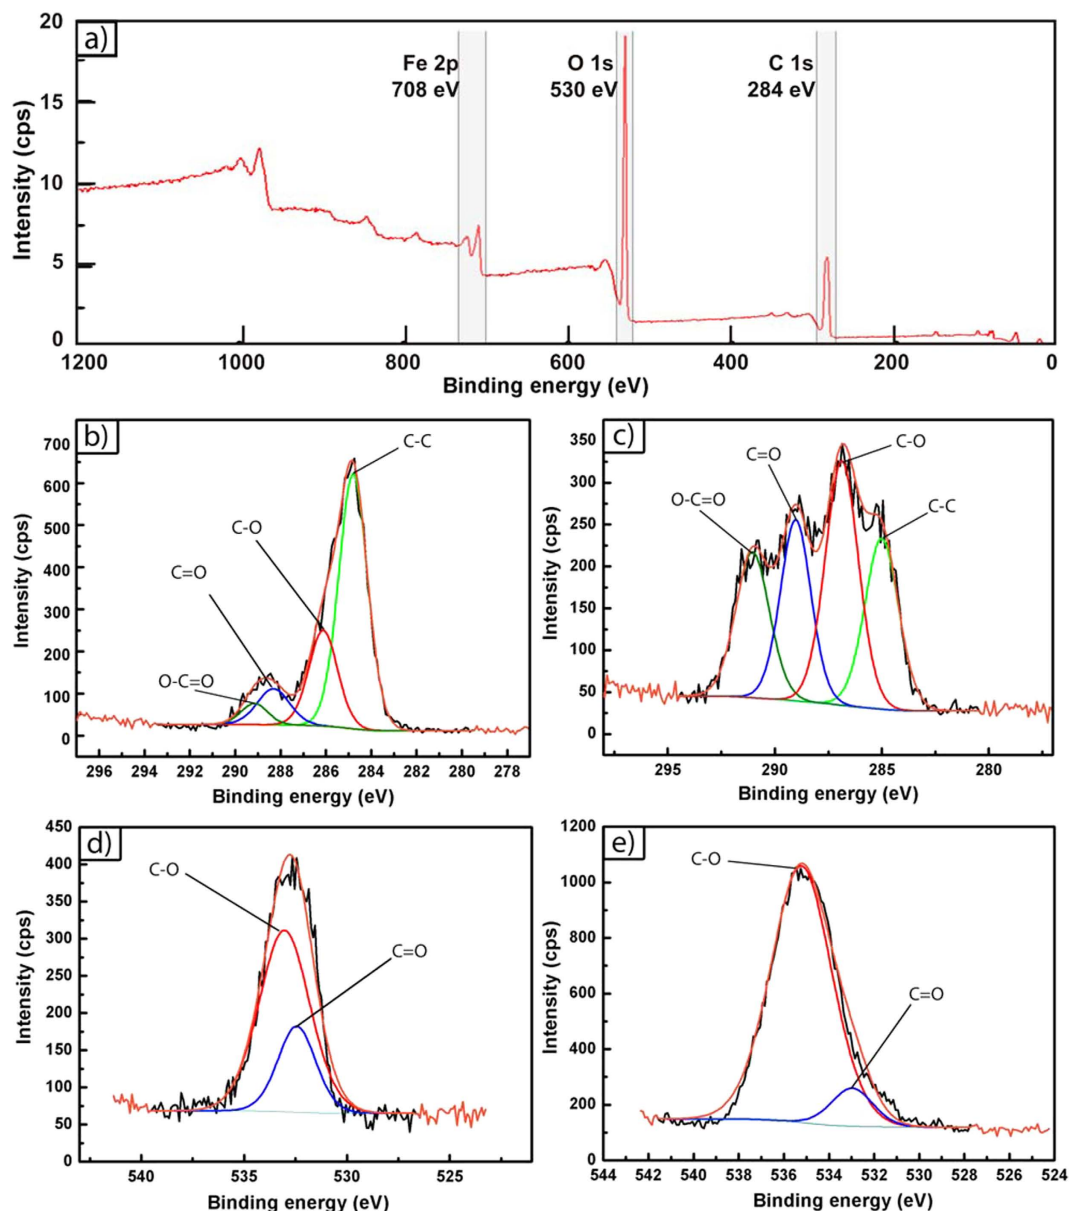 a)
Intensity (cps)
20
15
10
5
0
Fe 2p
708 eV
O 1s
530 eV
C 1s
284 eV
1200 1000 800 600 400 200 0
Binding energy (eV)
b)
Intensity (cps)
700
600
500
400
300
200
100
0
C-C
C-O
C=O
O-C=O
296 294 292 290 288 286 284 282 280 278
Binding energy (eV)
c)
Intensity (cps)
350
300
250
200
150
100
50
0
C-O
C=O
O-C=O
C-C
295 290 285 280
Binding energy (eV)
d)
Intensity (cps)
450
400
350
300
250
200
150
100
50
0
C-O
C=O
540 535 530 525
Binding energy (eV)
e)
Intensity (cps)
1200
1000
800
600
400
200
0
C-O
C=O
544 542 540 538 536 534 532 530 528 526 524
Binding energy (eV)